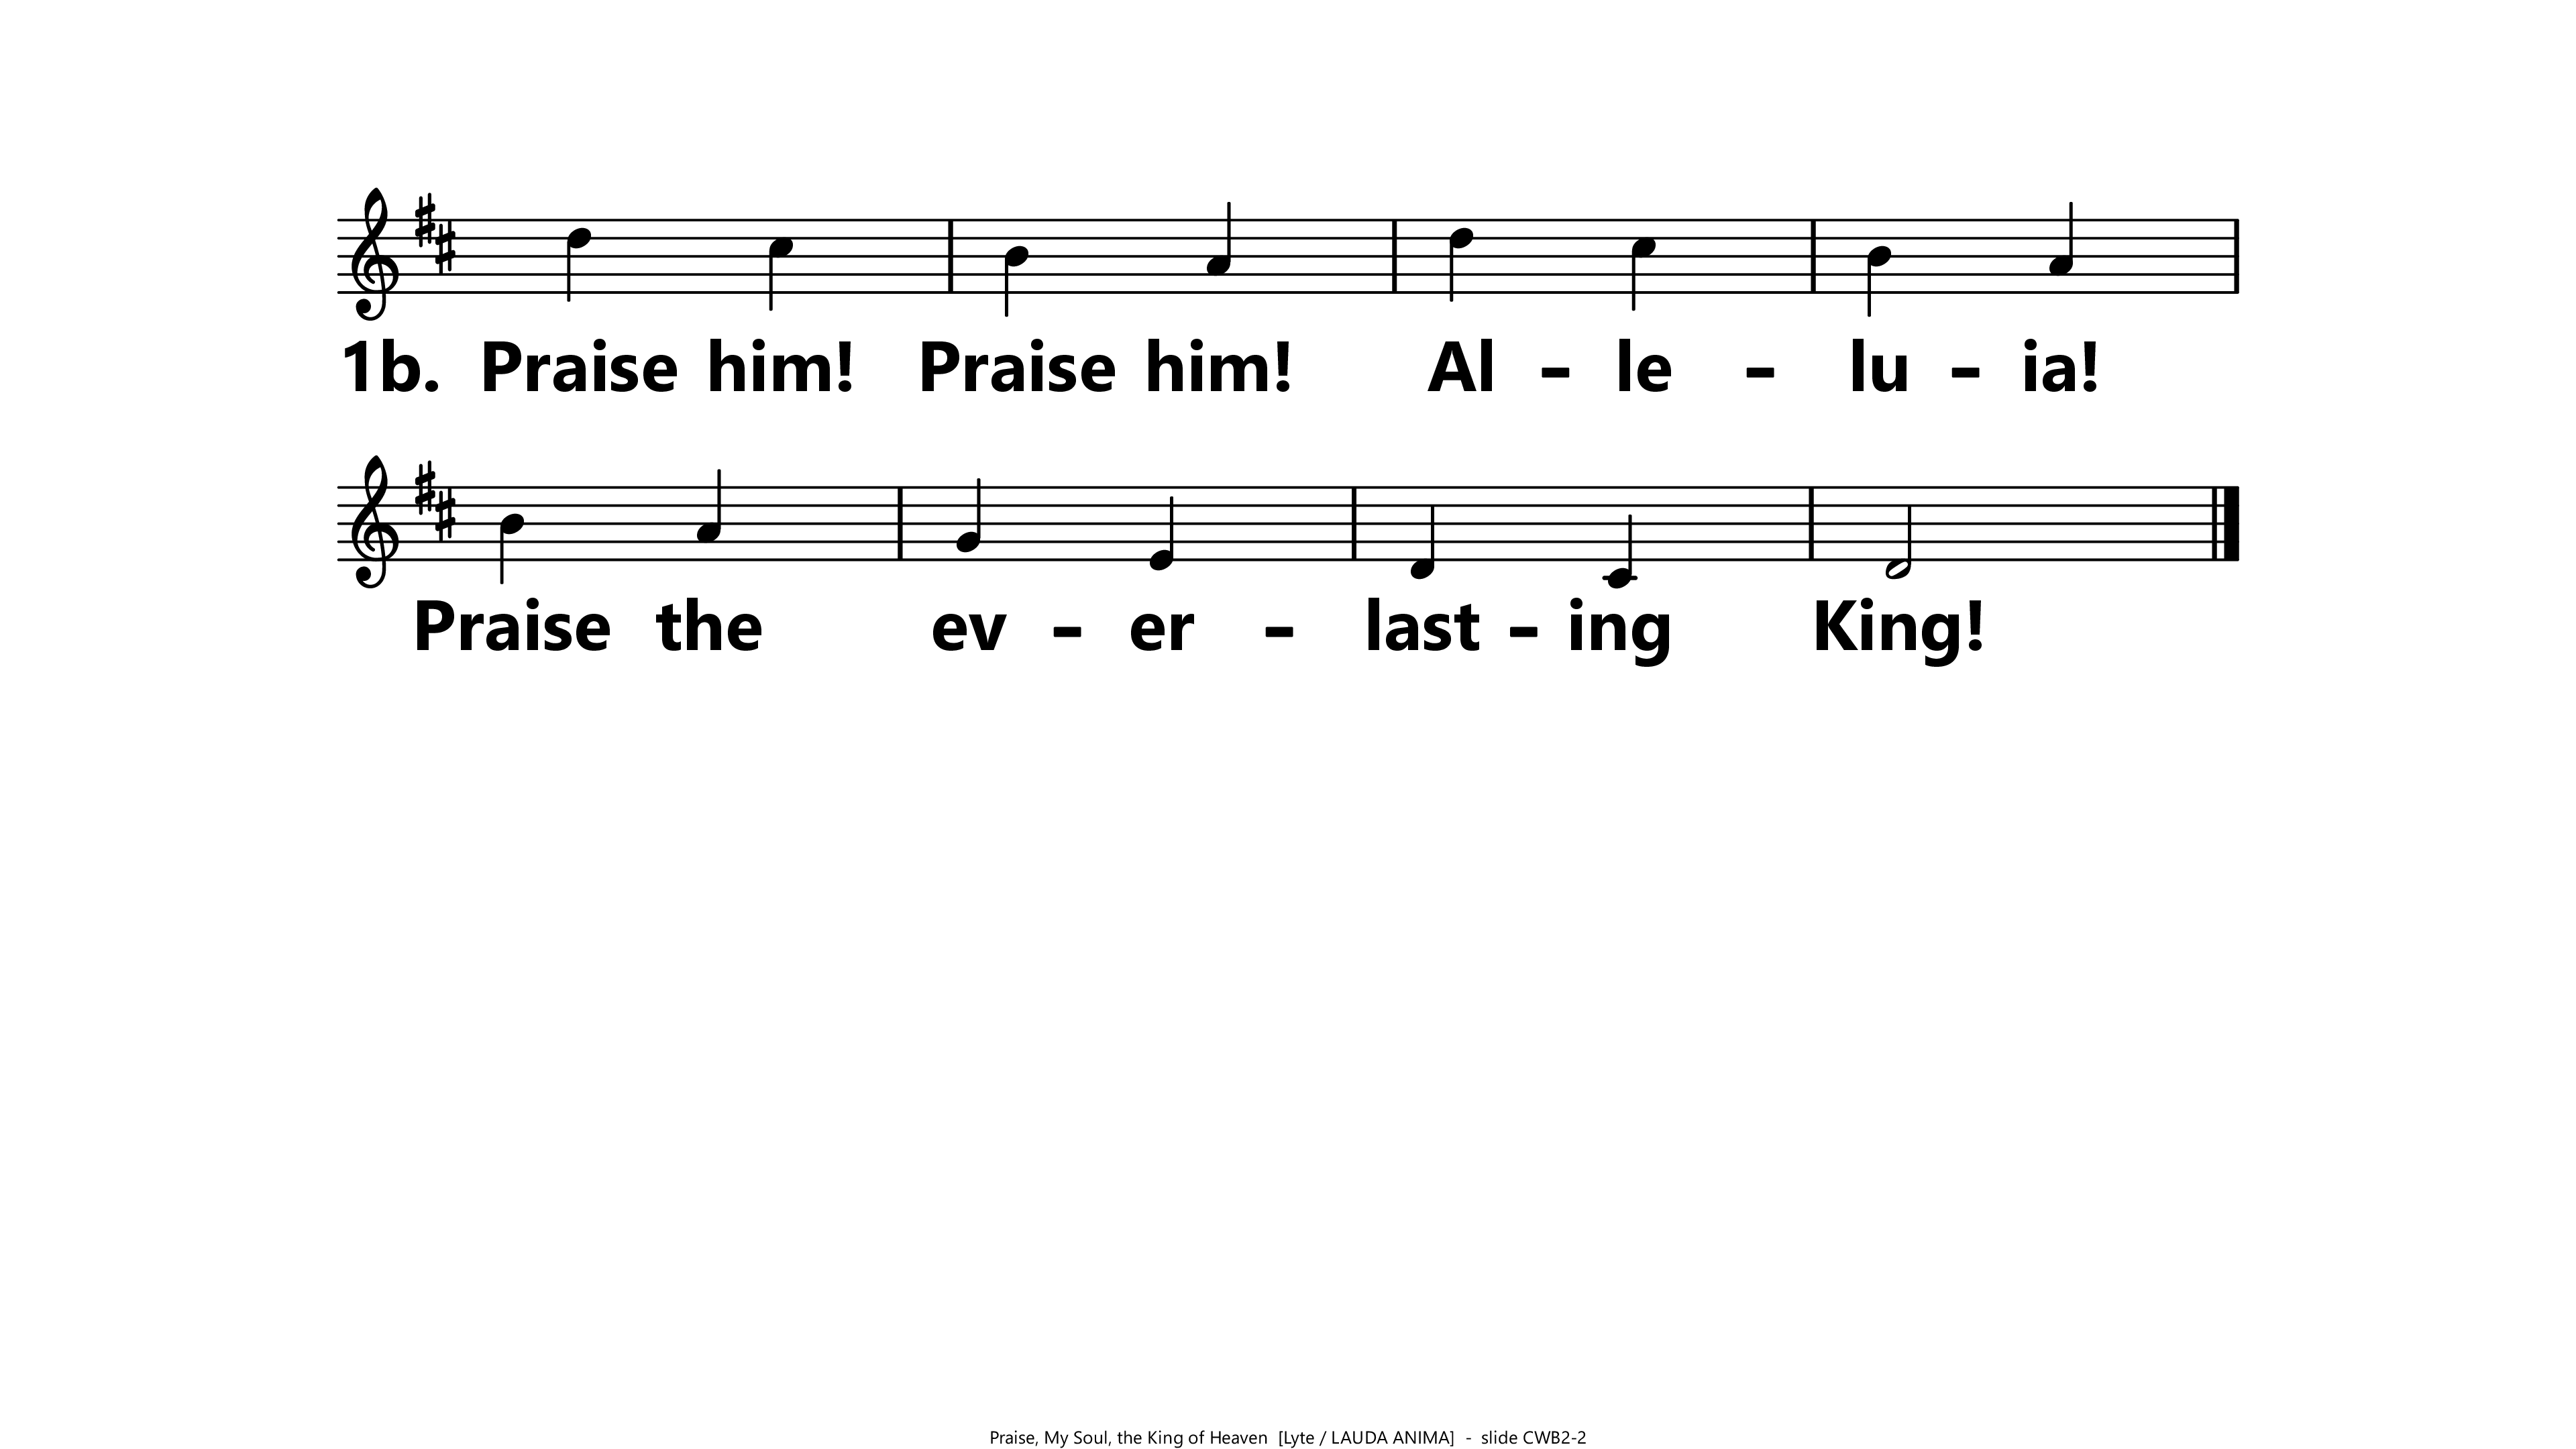 1b. Praise him! Praise him! Al - le - lu - ia!
Praise the ev - er - last - ing King!
Praise, My Soul, the King of Heaven [Lyte / LAUDA ANIMA] - slide CWB2-2